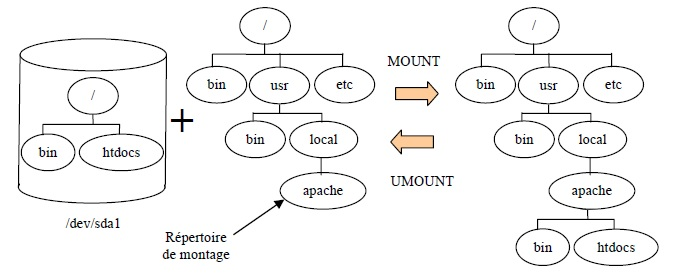 /
bin
htdocs
/dev/sda1
+
/
bin
usr
etc
bin
local
apache
Répertoire
de montage
MOUNT
UMOUNT
/
bin
usr
etc
bin
local
apache
bin
htdocs